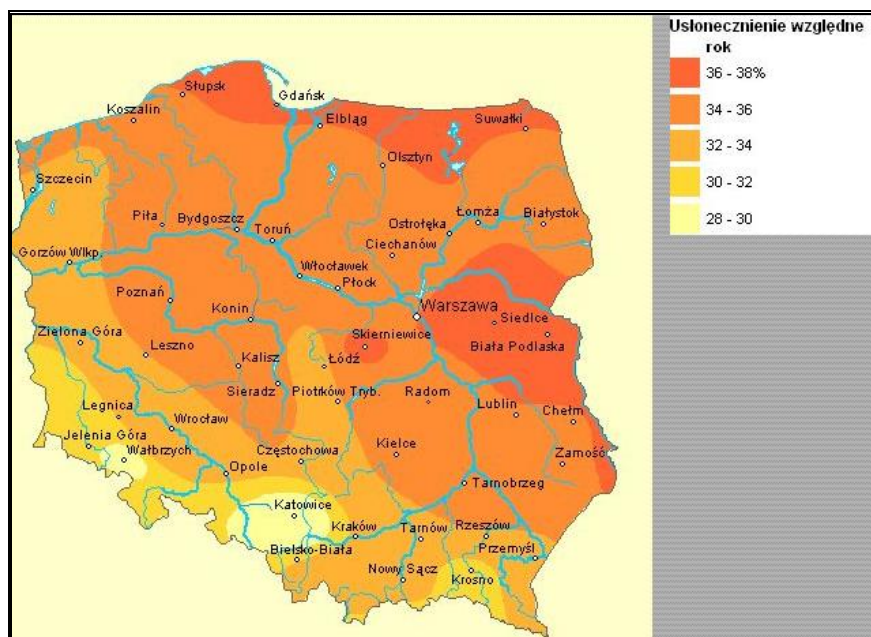 Usłonecznienie względne
rok
36 - 38%
34 - 36
32 - 34
30 - 32
28 - 30
Słupsk
Gdańsk
Koszalin
Elbląg
Suwałki
Olsztyn
Szczecin
Piła
Bydgoszcz
Toruń
Ostrołęka
Łomża
Białystok
Ciechanów
Gorzów Wlkp.
Włocławek
Płock
Poznań
Konin
Warszawa
Siedlce
Skierniewice
Biała Podlaska
Zielona Góra
Leszno
Kalisz
Łódź
Sieradz
Piotrków Tryb.
Radom
Lublin
Chełm
Legnica
Wrocław
Jelenia Góra
Wałbrzych
Opole
Częstochowa
Kielce
Zamość
Tarnobrzeg
Katowice
Kraków
Tarnów
Rzeszów
Bielsko-Biała
Przemyśl
Nowy Sącz
Krosno